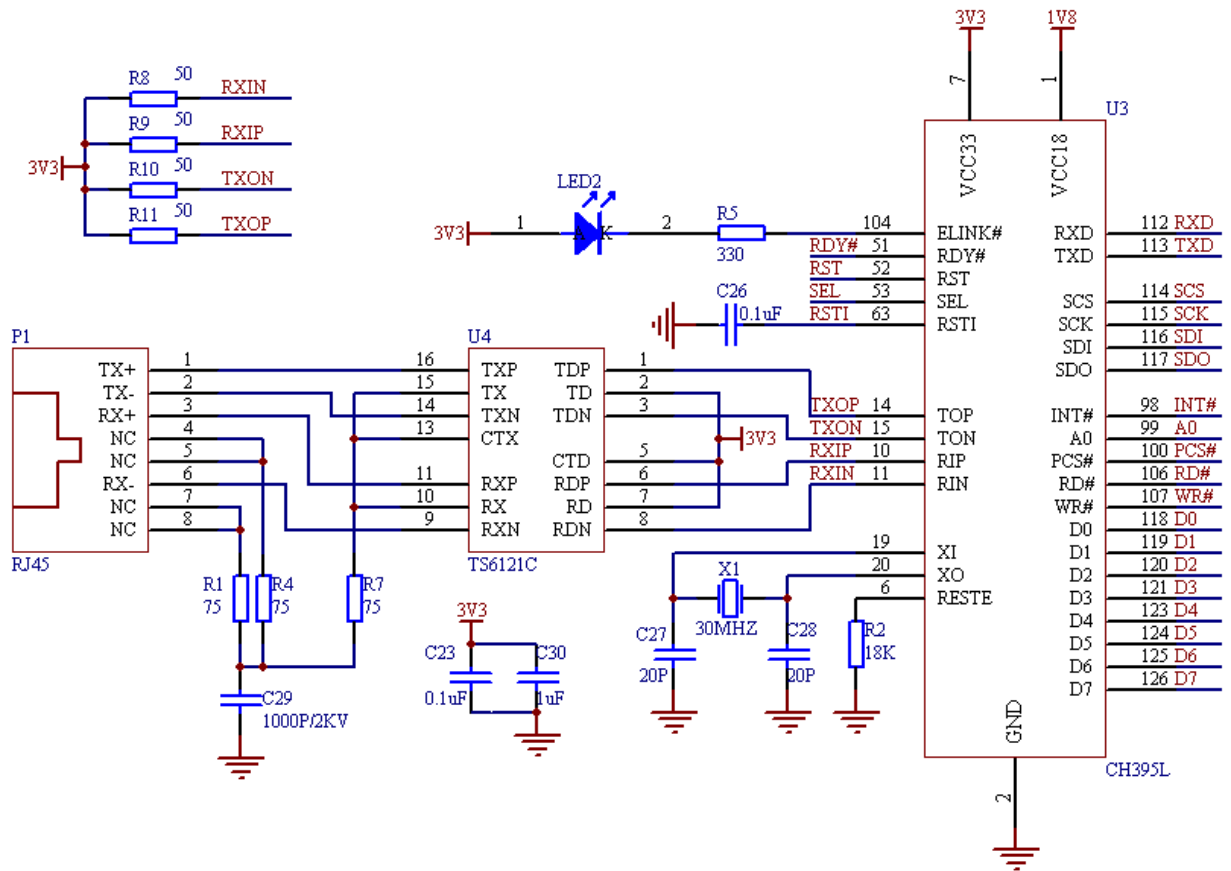 3V3 1V8
7 1
U3
VCC33 VCC18
R8 50 RXIN
R9 50 RXIP
3V3
R10 50 TXON
R11 50 TXOP
LED2
3V3 1 A K 2 R5 330 104 ELINK#
RDY# 51 RDY#
RST 52 RST
SEL 53 SEL
C26 0.1uF RSTI 63 RSTI
RXD 112 RXD
TXD 113 TXD
SCS 114 SCS
SCK 115 SCK
SDI 116 SDI
SDO 117 SDO
INT# 98 INT#
A0 99 A0
PCS# 100 PCS#
RD# 106 RD#
WR# 107 WR#
D0 118 D0
D1 119 D1
D2 120 D2
D3 121 D3
D4 123 D4
D5 124 D5
D6 125 D6
D7 126 D7
P1
TX+ 1
TX- 2
RX+ 3
NC 4
NC 5
RX- 6
NC 7
NC 8
RJ45
U4
16 TXP TDP 1
15 TX TD 2
14 TXN TDN 3
13 CTX
CTD 5
11 RXP RDP 6
10 RX RD 7
9 RXN RDN 8
TS6121C
3V3
TXOP 14 TOP
TXON 15 TON
RXIP 10 RIP
RXIN 11 RIN
19 XI
20 XO
6 RESTE
X1
30MHZ
R1 75
R4 75
R7 75
C27 20P
C28 20P
R2 18K
3V3
C23 0.1uF
C30 1uF
C29
1000P/2KV
GND
2
CH395L